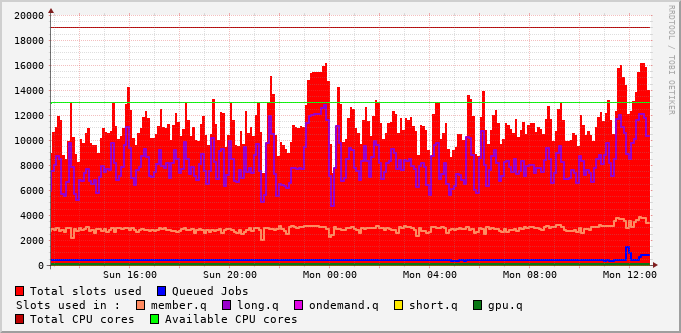 20000
18000
16000
14000
12000
10000
8000
6000
4000
2000
0
Sun 16:00 Sun 20:00 Mon 00:00 Mon 04:00 Mon 08:00 Mon 12:00
Total slots used Queued Jobs
Slots used in : member.q long.q ondemand.q short.q gpu.q
Total CPU cores Available CPU cores
RRDTOOL / TOBI OETIKER